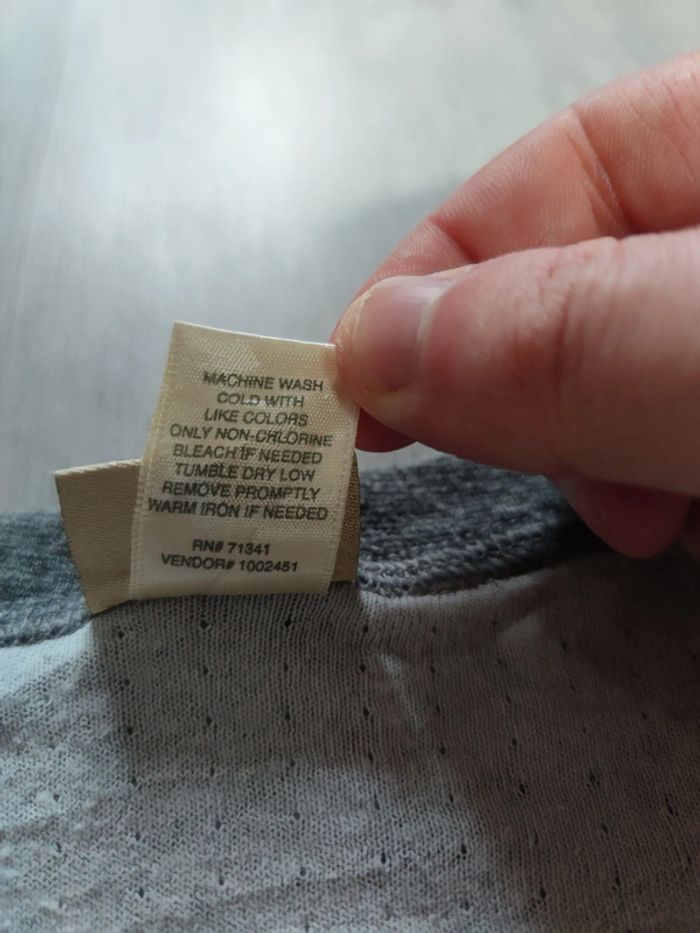 MACHINE WASH
COLD WITH
LIKE COLORS
ONLY NON-CHLORINE
BLEACH IF NEEDED
TUMBLE DRY LOW
REMOVE PROMPTLY
WARM IRON IF NEEDED
RN# 71341
VENDOR# 1002451